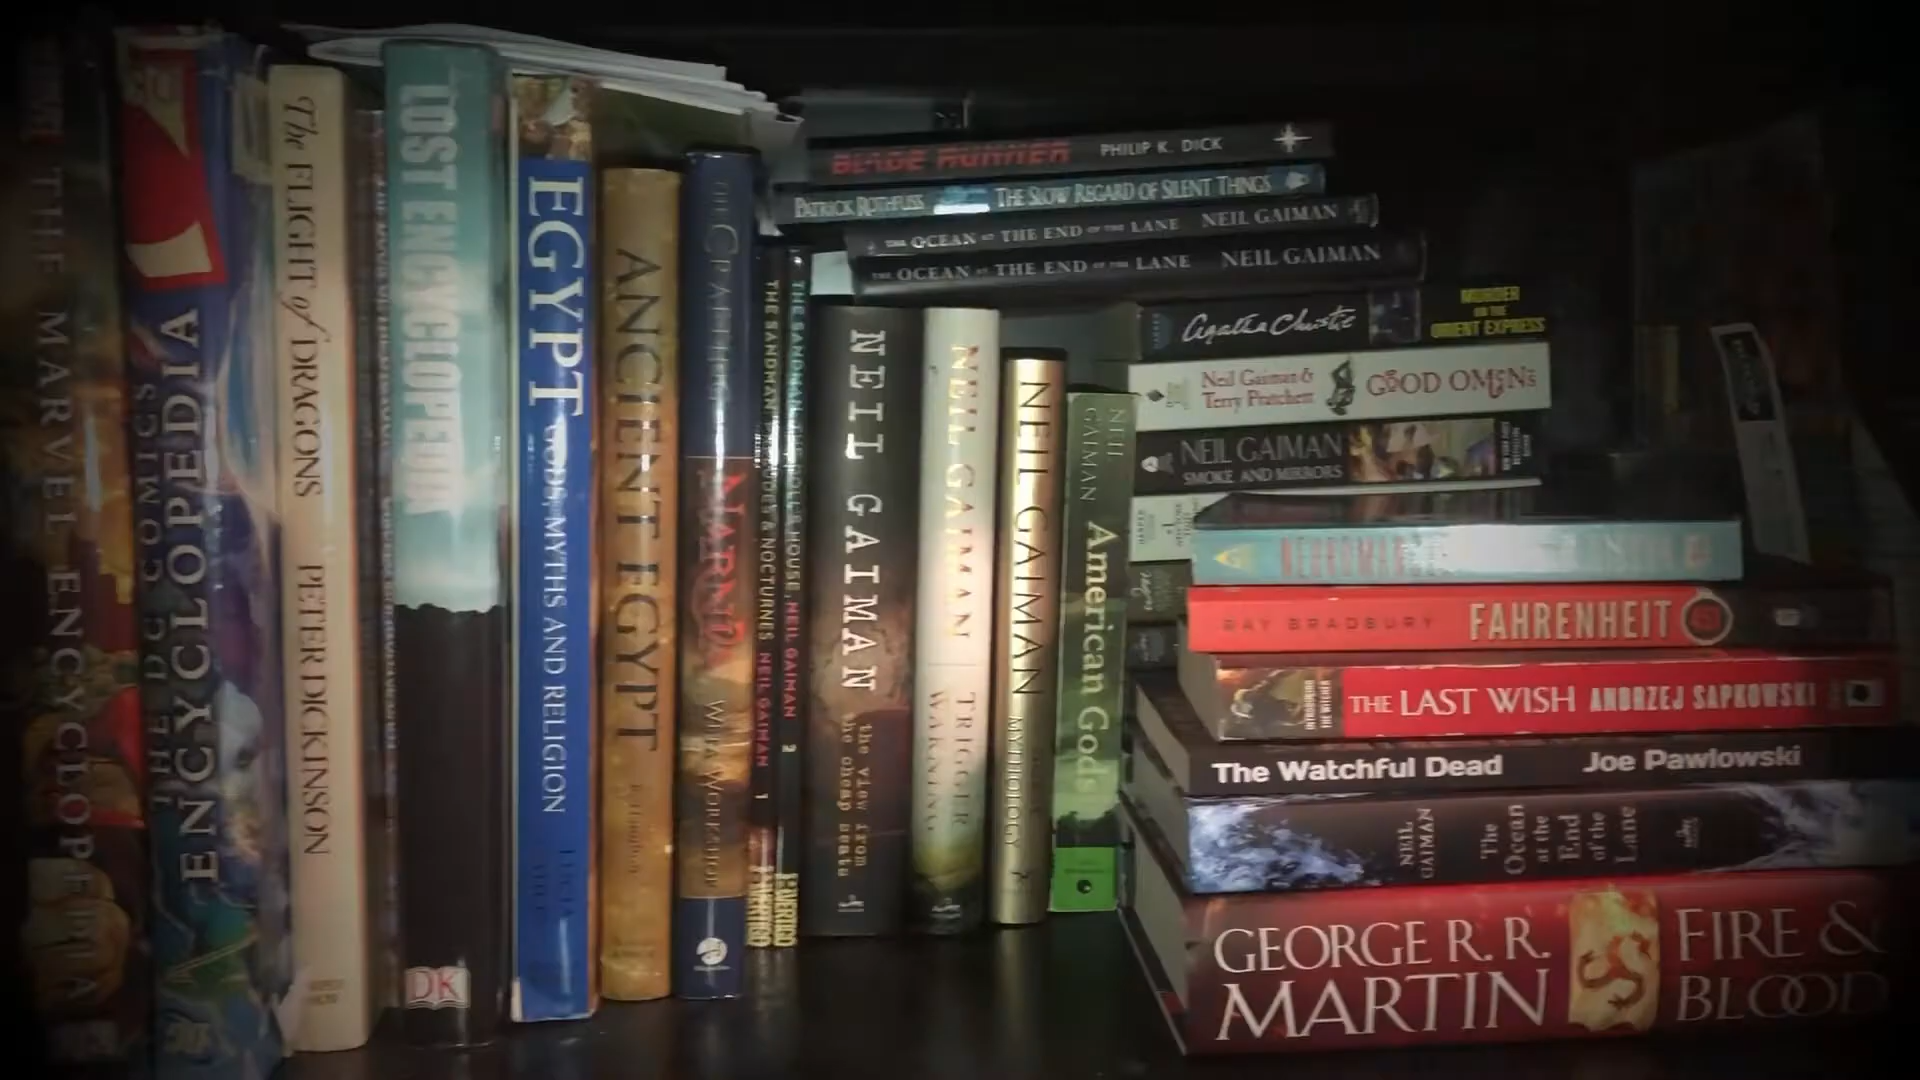 THE MARVEL ENCYCLOPEDIA
THE DC COMICS
ENCYCLOPEDIA
The FLIGHT of DRAGONS PETER DICKINSON
LOST ENCYCLOPEDIA
DK
EGYPT GODS, MYTHS AND RELIGION
ANCIENT EGYPT
NARNIA
THE SANDMAN: PRELUDES & NOCTURNES NEIL GAIMAN 1
VERTIGO
THE SANDMAN: THE DOLL'S HOUSE NEIL GAIMAN 2
VERTIGO
NEIL GAIMAN
the view from
the cheap seats
NEIL GAIMAN
TRIGGER
WARNING
NEIL GAIMAN
MYTHOLOGY
NEIL
GAIMAN
American Gods
BLADE RUNNER PHILIP K. DICK
PATRICK ROTHFUSS THE SLOW REGARD OF SILENT THINGS
THE OCEAN AT THE END OF THE LANE NEIL GAIMAN
THE OCEAN AT THE END OF THE LANE NEIL GAIMAN
Agatha Christie
MURDER
ON THE
ORIENT EXPRESS
Neil Gaiman &
Terry Pratchett
GOOD OMENS
NEIL GAIMAN
SMOKE AND MIRRORS
RAY BRADBURY FAHRENHEIT 451
THE LAST WISH ANDRZEJ SAPKOWSKI
The Watchful Dead Joe Pawlowski
NEIL
GAIMAN
The
Ocean
at the
End
of the
Lane
GEORGE R. R.
MARTIN
FIRE &
BLOOD